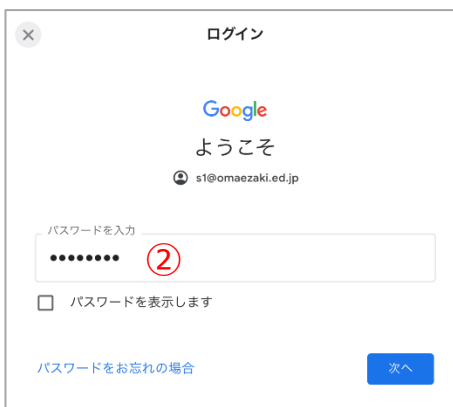 ログイン
Google
ようこそ
s1@omaezaki.ed.jp
パスワードを入力
•••••••• ②
パスワードを表示します
パスワードをお忘れの場合 次へ